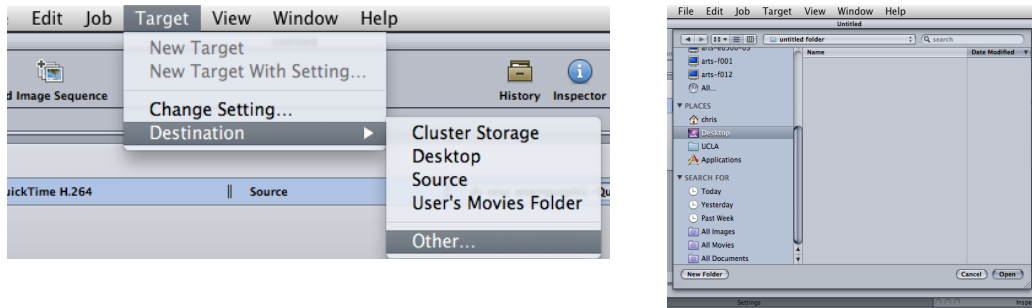 Edit Job Target View Window Help
New Target
New Target With Setting...
Change Setting...
Destination
Image Sequence
History Inspector
Cluster Storage
Desktop
Source
User's Movies Folder
Other...
uickTime H.264
Source
File Edit Job Target View Window Help
Untitled
untitled folder
search
Name
Date Modified
arts-f001
arts-f012
All...
PLACES
chris
Desktop
UCLA
Applications
SEARCH FOR
Today
Yesterday
Past Week
All Images
All Movies
All Documents
New Folder
Cancel Open
Settings